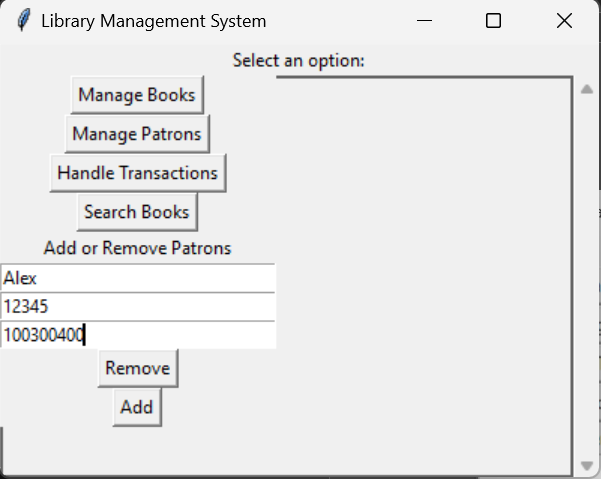 Library Management System
Select an option:
Manage Books
Manage Patrons
Handle Transactions
Search Books
Add or Remove Patrons
Alex
12345
100300400
Remove
Add